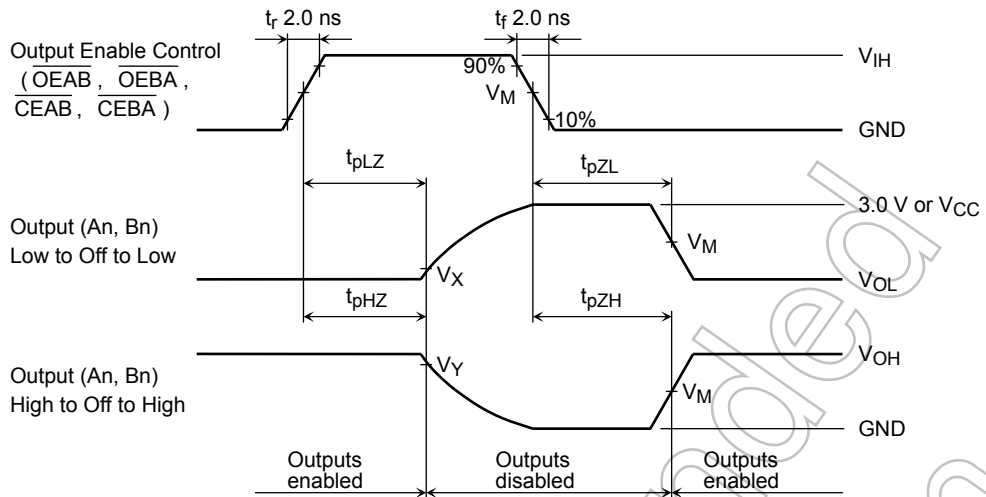 tr 2.0 ns
tf 2.0 ns
Output Enable Control
( OEAB , OEBA ,
CEAB , CEBA )
90%
VM
10%
VIH
GND
tpLZ
tpZL
Output (An, Bn)
Low to Off to Low
VX
VM
3.0 V or VCC
VOL
tpHZ
tpZH
Output (An, Bn)
High to Off to High
VY
VM
VOH
GND
Outputs
enabled
Outputs
disabled
Outputs
enabled